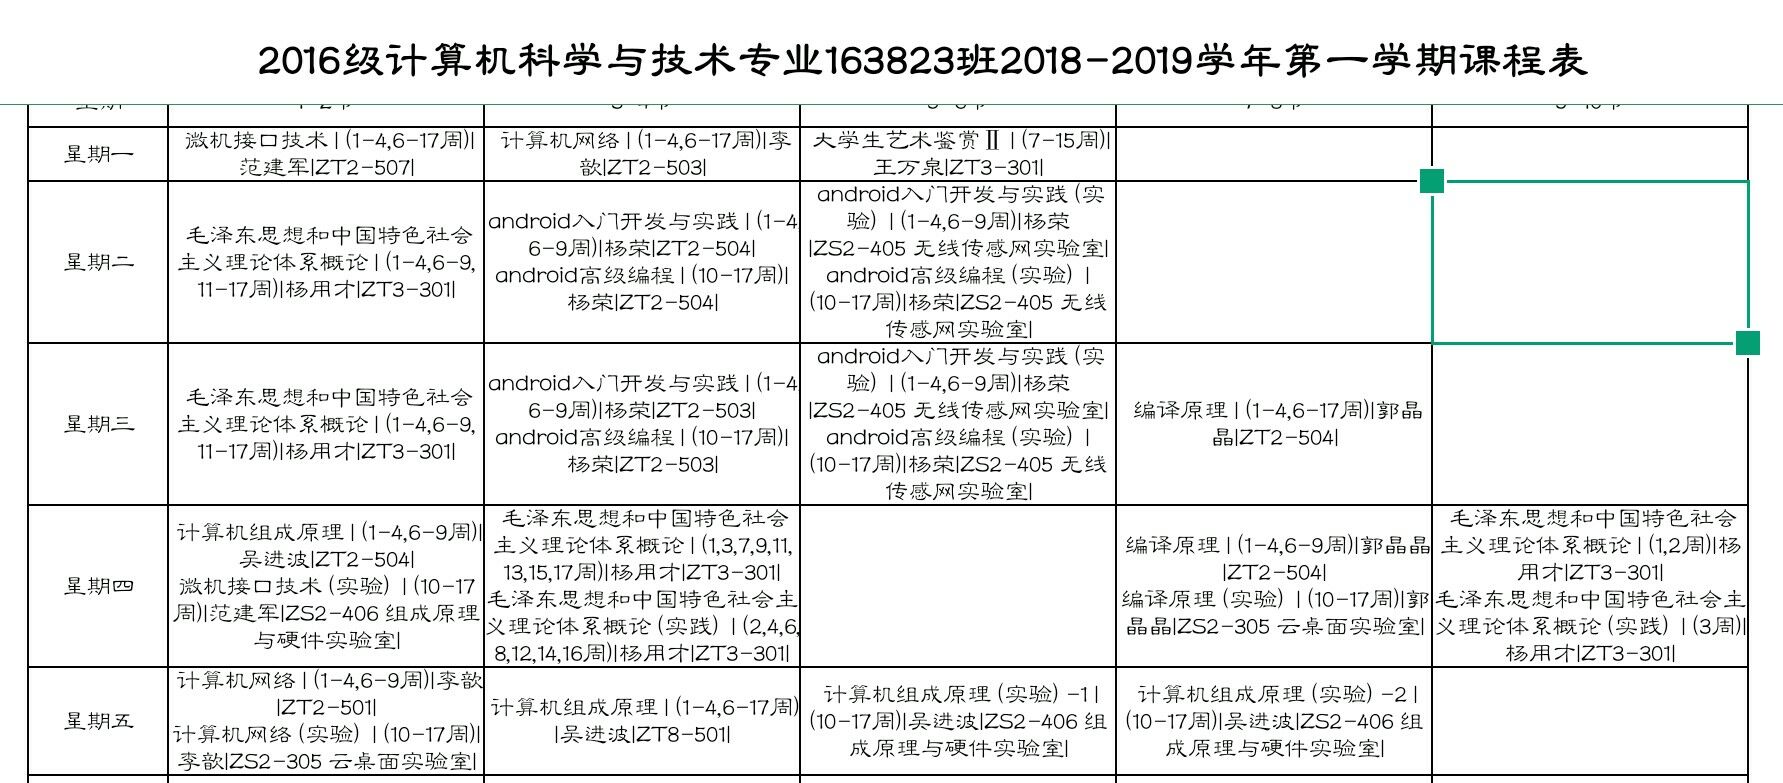 2016级计算机科学与技术专业163823班2018-2019学年第一学期课程表
星期一
微机接口技术 | (1-4,6-17周)|
范建军|ZT2-507|
计算机网络 | (1-4,6-17周)|李
歆|ZT2-503|
大学生艺术鉴赏Ⅱ | (7-15周)|
王万泉|ZT3-301|
星期二
毛泽东思想和中国特色社会
主义理论体系概论 | (1-4,6-9,
11-17周)|杨用才|ZT3-301|
android入门开发与实践 | (1-4
6-9周)|杨荣|ZT2-504|
android高级编程 | (10-17周)|
杨荣|ZT2-504|
android入门开发与实践 (实
验) | (1-4,6-9周)|杨荣
|ZS2-405 无线传感网实验室|
android高级编程 (实验) |
(10-17周)|杨荣|ZS2-405 无线
传感网实验室|
星期三
毛泽东思想和中国特色社会
主义理论体系概论 | (1-4,6-9,
11-17周)|杨用才|ZT3-301|
android入门开发与实践 | (1-4
6-9周)|杨荣|ZT2-503|
android高级编程 | (10-17周)|
杨荣|ZT2-503|
android入门开发与实践 (实
验) | (1-4,6-9周)|杨荣
|ZS2-405 无线传感网实验室|
android高级编程 (实验) |
(10-17周)|杨荣|ZS2-405 无线
传感网实验室|
编译原理 | (1-4,6-17周)|郭晶
晶|ZT2-504|
星期四
计算机组成原理 | (1-4,6-9周)|
吴进波|ZT2-504|
微机接口技术 (实验) | (10-17
周)|范建军|ZS2-406 组成原理
与硬件实验室|
毛泽东思想和中国特色社会
主义理论体系概论 | (1,3,7,9,11,
13,15,17周)|杨用才|ZT3-301|
毛泽东思想和中国特色社会主
义理论体系概论 (实践) | (2,4,6,
8,12,14,16周)|杨用才|ZT3-301|
编译原理 | (1-4,6-9周)|郭晶晶
|ZT2-504|
编译原理 (实验) | (10-17周)|郭
晶晶|ZS2-305 云桌面实验室|
毛泽东思想和中国特色社会
主义理论体系概论 | (1,2周)|杨
用才|ZT3-301|
毛泽东思想和中国特色社会主
义理论体系概论 (实践) | (3周)|
杨用才|ZT3-301|
星期五
计算机网络 | (1-4,6-9周)|李歆
|ZT2-501|
计算机网络 (实验) | (10-17周)|
李歆|ZS2-305 云桌面实验室|
计算机组成原理 | (1-4,6-17周)
|吴进波|ZT8-501|
计算机组成原理 (实验) -1 |
(10-17周)|吴进波|ZS2-406 组
成原理与硬件实验室|
计算机组成原理 (实验) -2 |
(10-17周)|吴进波|ZS2-406 组
成原理与硬件实验室|